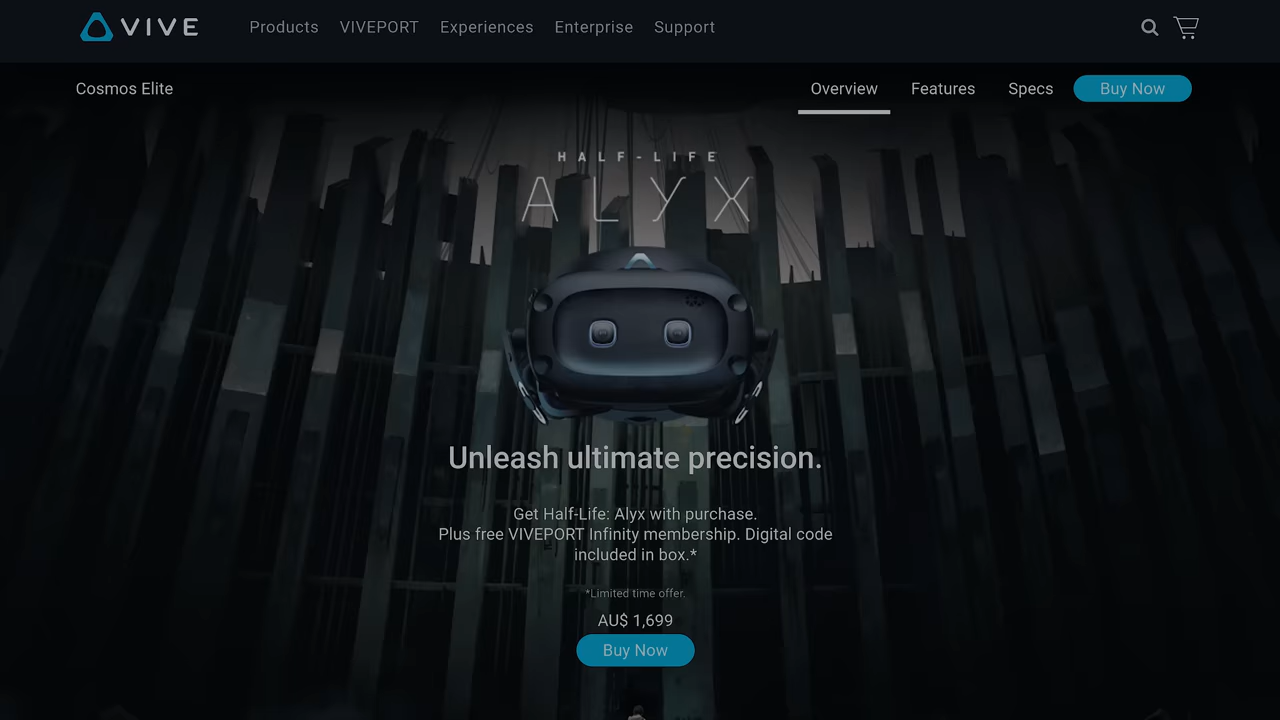 VIVE
Products VIVEPORT Experiences Enterprise Support
Cosmos Elite
Overview Features Specs Buy Now
HALF-LIFE
ALYX
Unleash ultimate precision.
Get Half-Life: Alyx with purchase.
Plus free VIVEPORT Infinity membership. Digital code
included in box.*
*Limited time offer.
AU$ 1,699
Buy Now